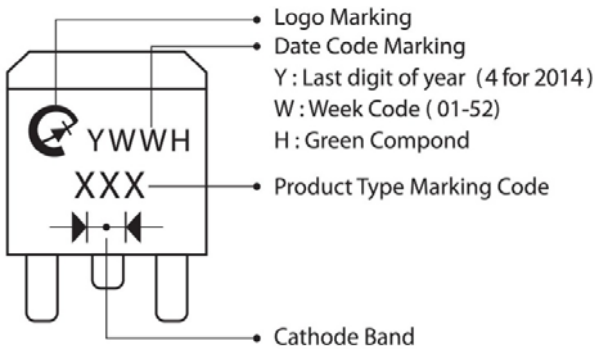 Logo Marking
Date Code Marking
Y : Last digit of year (4 for 2014)
W : Week Code ( 01-52)
H : Green Compond
YWWH
XXX
Product Type Marking Code
Cathode Band